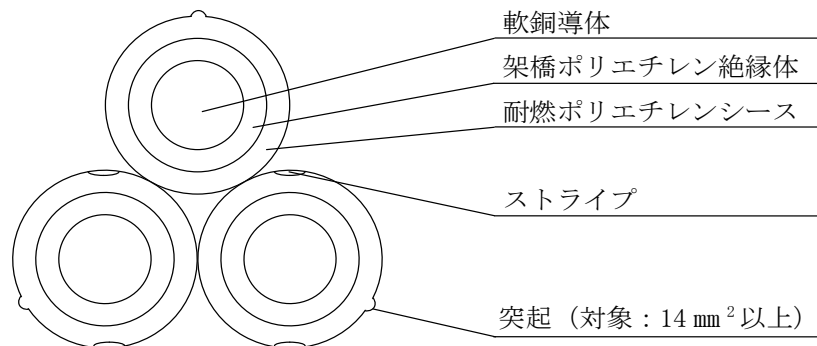 軟銅導体
架橋ポリエチレン絶縁体
耐燃ポリエチレンシース
ストライプ
突起（対象：14㎜²以上）